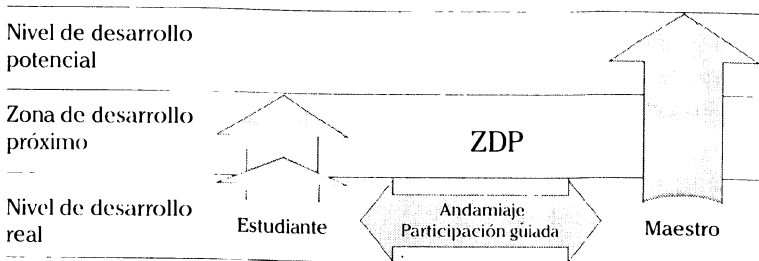 Nivel de desarrollo
potencial
Zona de desarrollo
próximo
ZDP
Nivel de desarrollo
real
Estudiante
Andamiaje
Participación guiada
Maestro